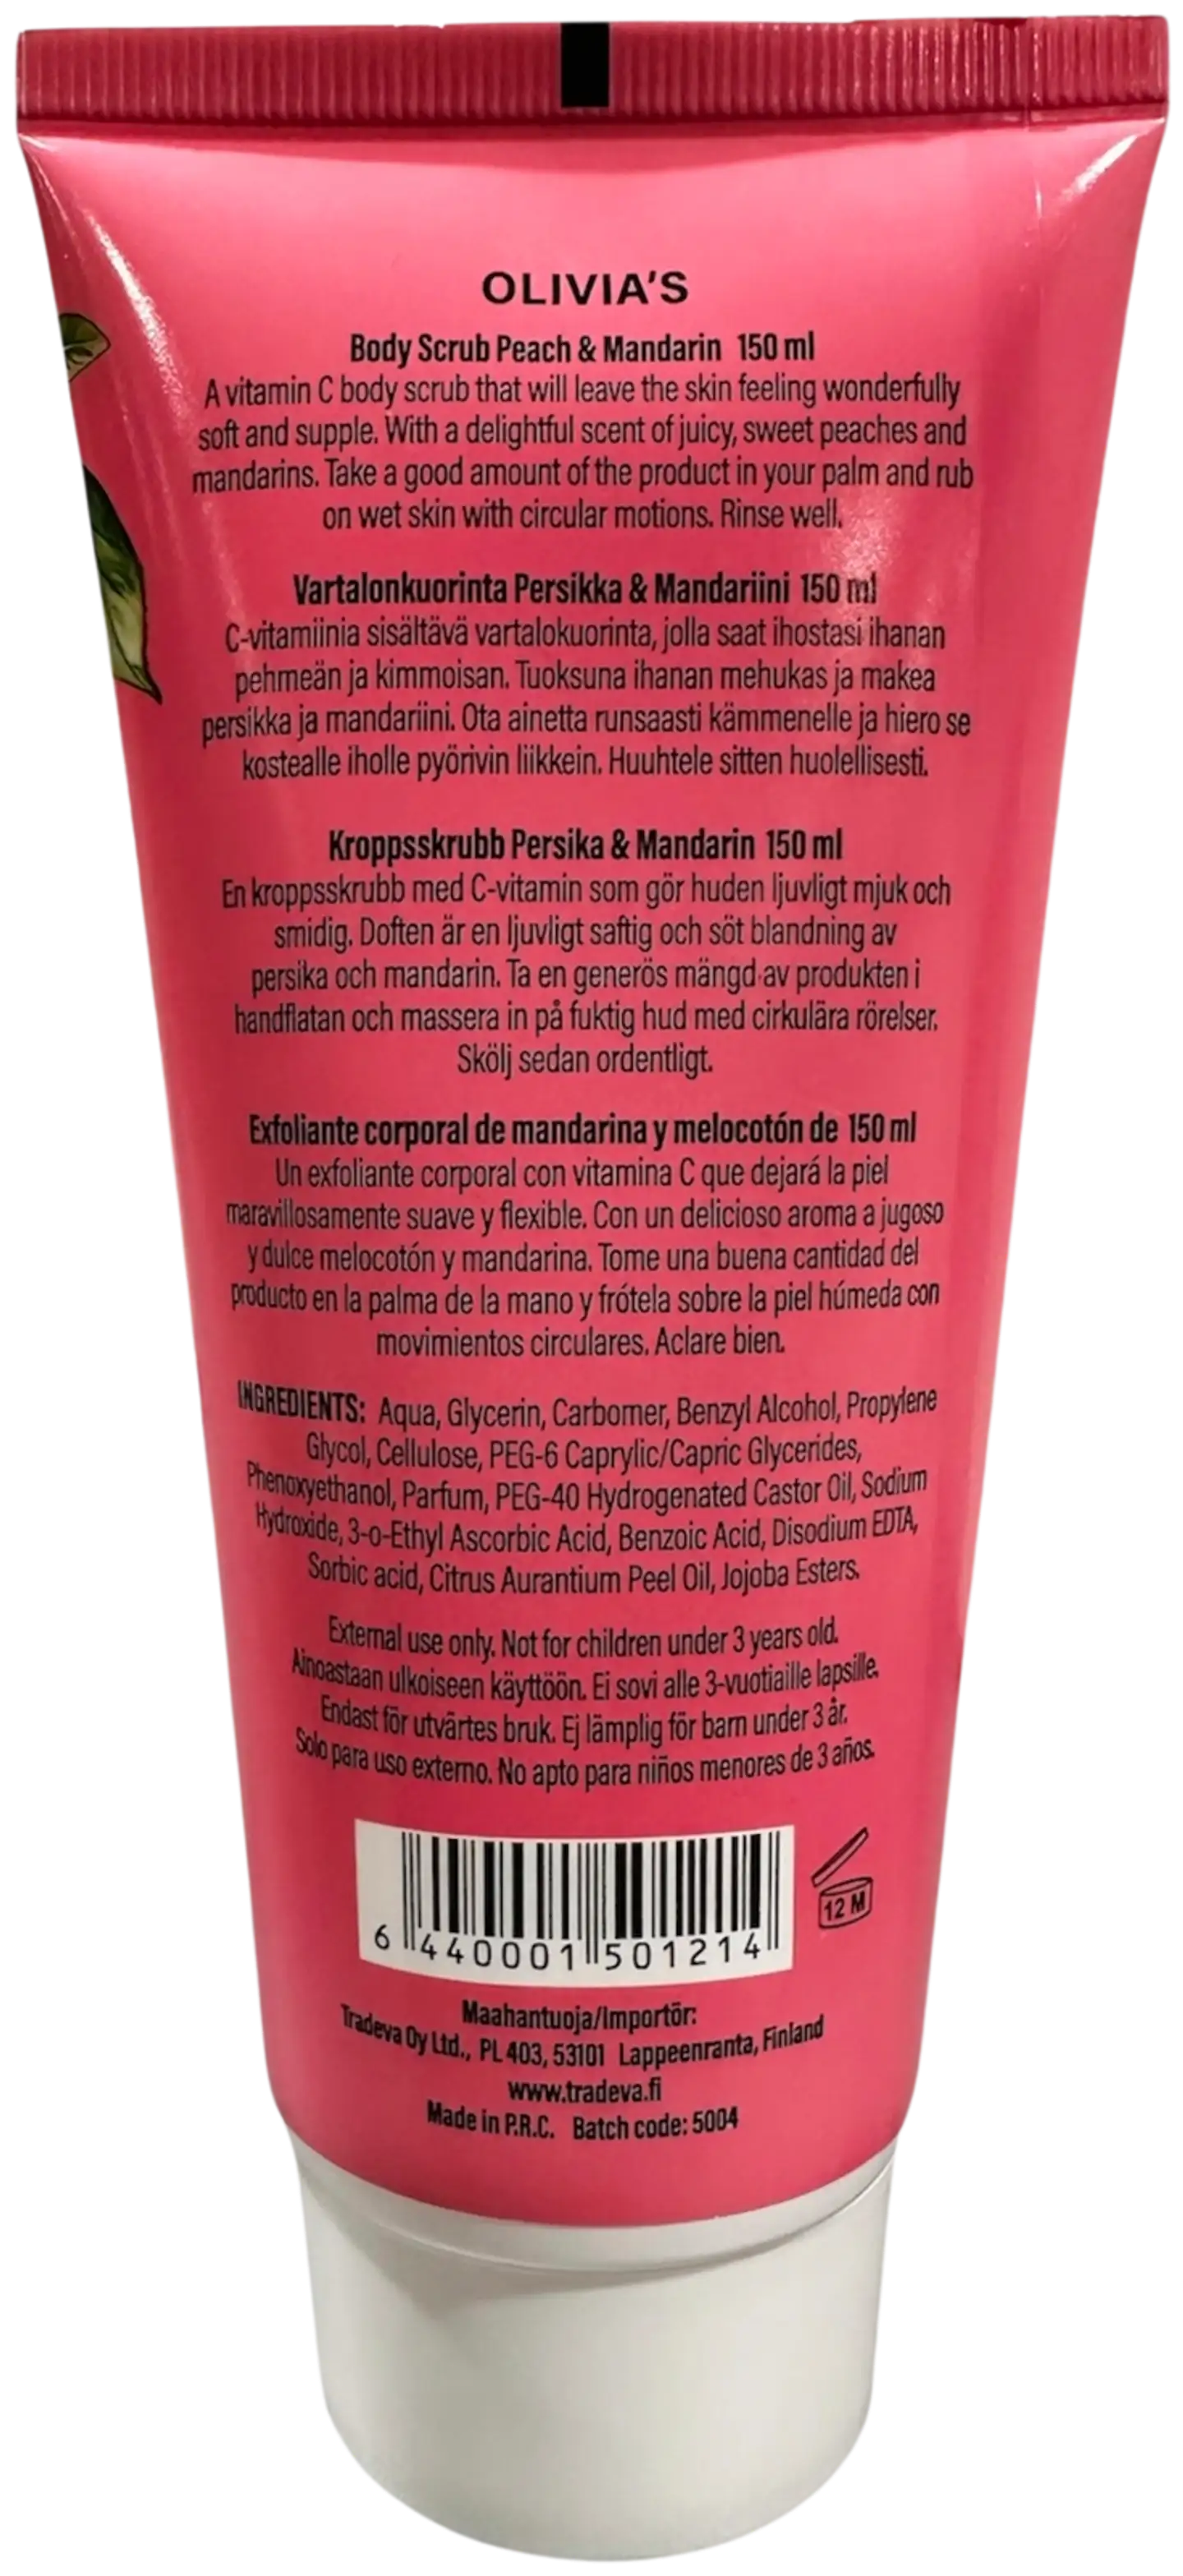 OLIVIA'S
Body Scrub Peach & Mandarin 150 ml
A vitamin C body scrub that will leave the skin feeling wonderfully
soft and supple. With a delightful scent of juicy, sweet peaches and
mandarins. Take a good amount of the product in your palm and rub
on wet skin with circular motions. Rinse well.
Vartalonkuorinta Persikka & Mandariini 150 ml
C-vitamiinia sisältävä vartalokuorinta, jolla saat ihostasi ihanan
pehmeän ja kimmoisan. Tuoksuna ihanan mehukas ja makea
persikka ja mandariini. Ota ainetta runsaasti kämmenelle ja hiero se
kostealle iholle pyörivin liikkein. Huuhtele sitten huolellisesti.
Kroppsskrubb Persika & Mandarin 150 ml
En kroppsskrubb med C-vitamin som gör huden ljuvligt mjuk och
smidig. Doften är en ljuvligt saftig och söt blandning av
persika och mandarin. Ta en generös mängd av produkten i
handflatan och massera in på fuktig hud med cirkulära rörelser.
Skölj sedan ordentligt.
Exfoliante corporal de mandarina y melocotón de 150 ml
Un exfoliante corporal con vitamina C que dejará la piel
maravillosamente suave y flexible. Con un delicioso aroma a jugoso
y dulce melocotón y mandarina. Tome una buena cantidad del
producto en la palma de la mano y frótela sobre la piel húmeda con
movimientos circulares. Aclare bien.
INGREDIENTS: Aqua, Glycerin, Carbomer, Benzyl Alcohol, Propylene
Glycol, Cellulose, PEG-6 Caprylic/Capric Glycerides,
Phenoxyethanol, Parfum, PEG-40 Hydrogenated Castor Oil, Sodium
Hydroxide, 3-o-Ethyl Ascorbic Acid, Benzoic Acid, Disodium EDTA,
Sorbic acid, Citrus Aurantium Peel Oil, Jojoba Esters.
External use only. Not for children under 3 years old.
Ainoastaan ulkoiseen käyttöön. Ei sovi alle 3-vuotiaille lapsille.
Endast för utvärtes bruk. Ej lämplig för barn under 3 år.
Solo para uso externo. No apto para niños menores de 3 años.
12 M
6 440001 501214
Maahantuoja/Importör:
Tradeva Oy Ltd., PL 403, 53101 Lappeenranta, Finland
www.tradeva.fi
Made in P.R.C. Batch code: 5004